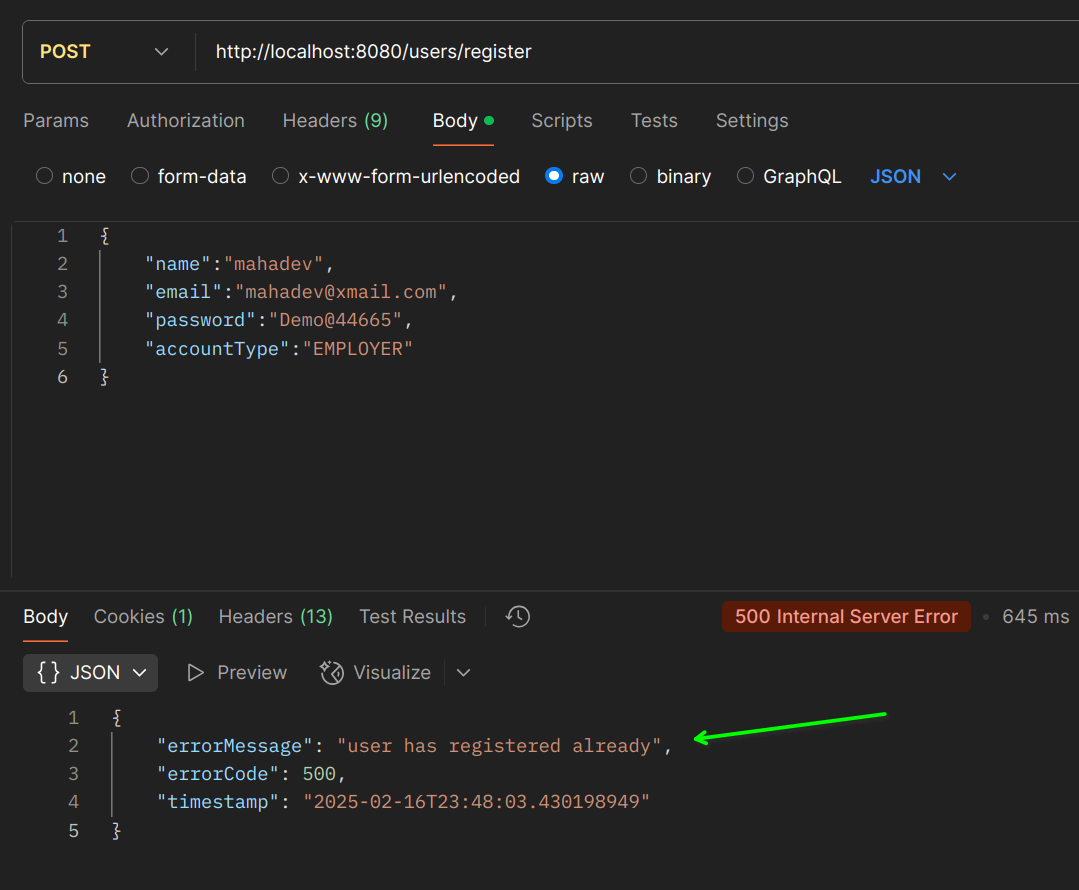 POST http://localhost:8080/users/register
Params Authorization Headers (9) Body Scripts Tests Settings
none form-data x-www-form-urlencoded raw binary GraphQL JSON
1 {
2 "name":"mahadev",
3 "email":"mahadev@xmail.com",
4 "password":"Demo@44665",
5 "accountType":"EMPLOYER"
6 }
Body Cookies (1) Headers (13) Test Results 500 Internal Server Error • 645 ms
{} JSON Preview Visualize
1 {
2 "errorMessage": "user has registered already",
3 "errorCode": 500,
4 "timestamp": "2025-02-16T23:48:03.430198949"
5 }